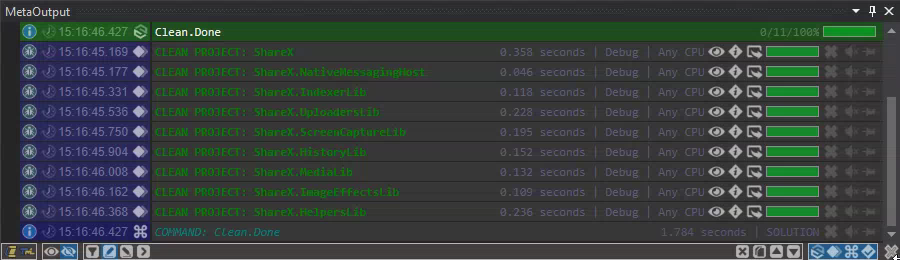 MetaOutput
15:16:46.427 Clean.Done 0/11/100%
15:16:45.169 CLEAN PROJECT: ShareX 0.358 seconds | Debug | Any CPU
15:16:45.177 CLEAN PROJECT: ShareX.NativeMessagingHost 0.046 seconds | Debug | Any CPU
15:16:45.331 CLEAN PROJECT: ShareX.IndexerLib 0.118 seconds | Debug | Any CPU
15:16:45.536 CLEAN PROJECT: ShareX.UploadersLib 0.228 seconds | Debug | Any CPU
15:16:45.750 CLEAN PROJECT: ShareX.ScreenCaptureLib 0.195 seconds | Debug | Any CPU
15:16:45.904 CLEAN PROJECT: ShareX.HistoryLib 0.152 seconds | Debug | Any CPU
15:16:46.008 CLEAN PROJECT: ShareX.MediaLib 0.132 seconds | Debug | Any CPU
15:16:46.162 CLEAN PROJECT: ShareX.ImageEffectsLib 0.109 seconds | Debug | Any CPU
15:16:46.368 CLEAN PROJECT: ShareX.HelpersLib 0.236 seconds | Debug | Any CPU
15:16:46.427 COMMAND: Clean.Done 1.784 seconds | SOLUTION